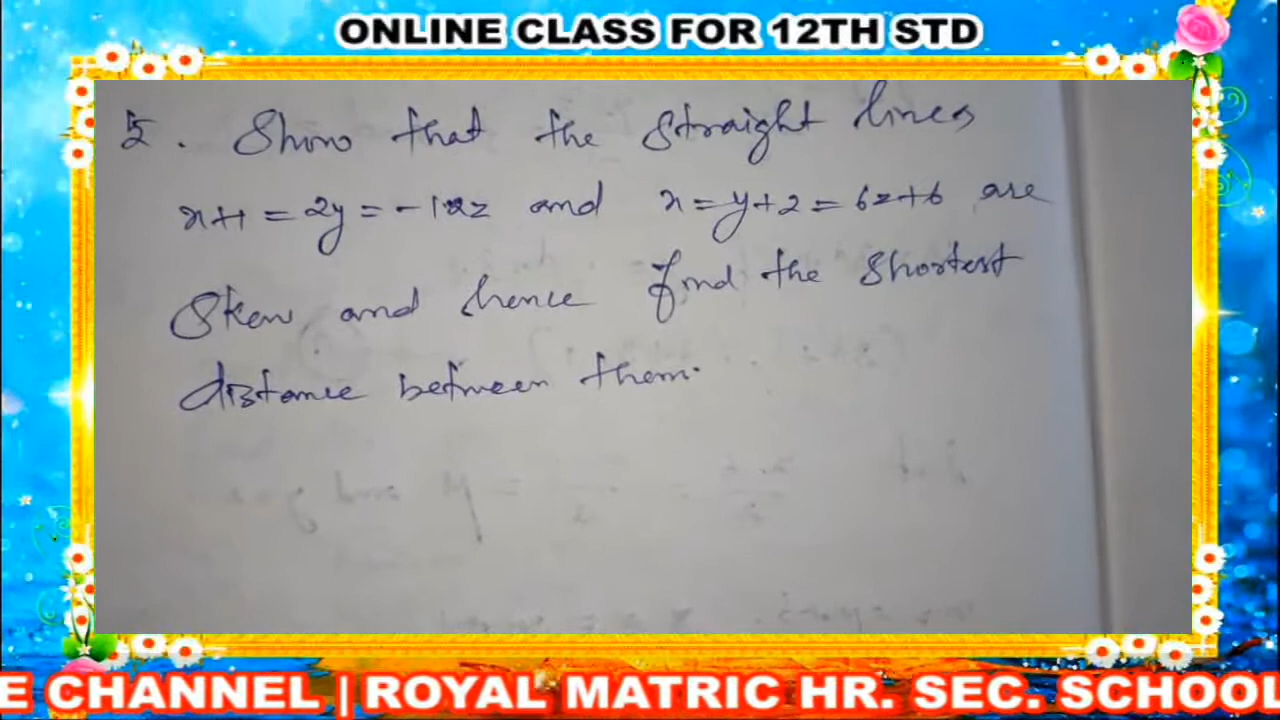 ONLINE CLASS FOR 12TH STD
5. Show that the straight lines
x+1 = 2y = -12z and x = y+2 = 6z+6 are
Skew and hence find the shortest
distance between them.
E CHANNEL | ROYAL MATRIC HR. SEC. SCHOOL